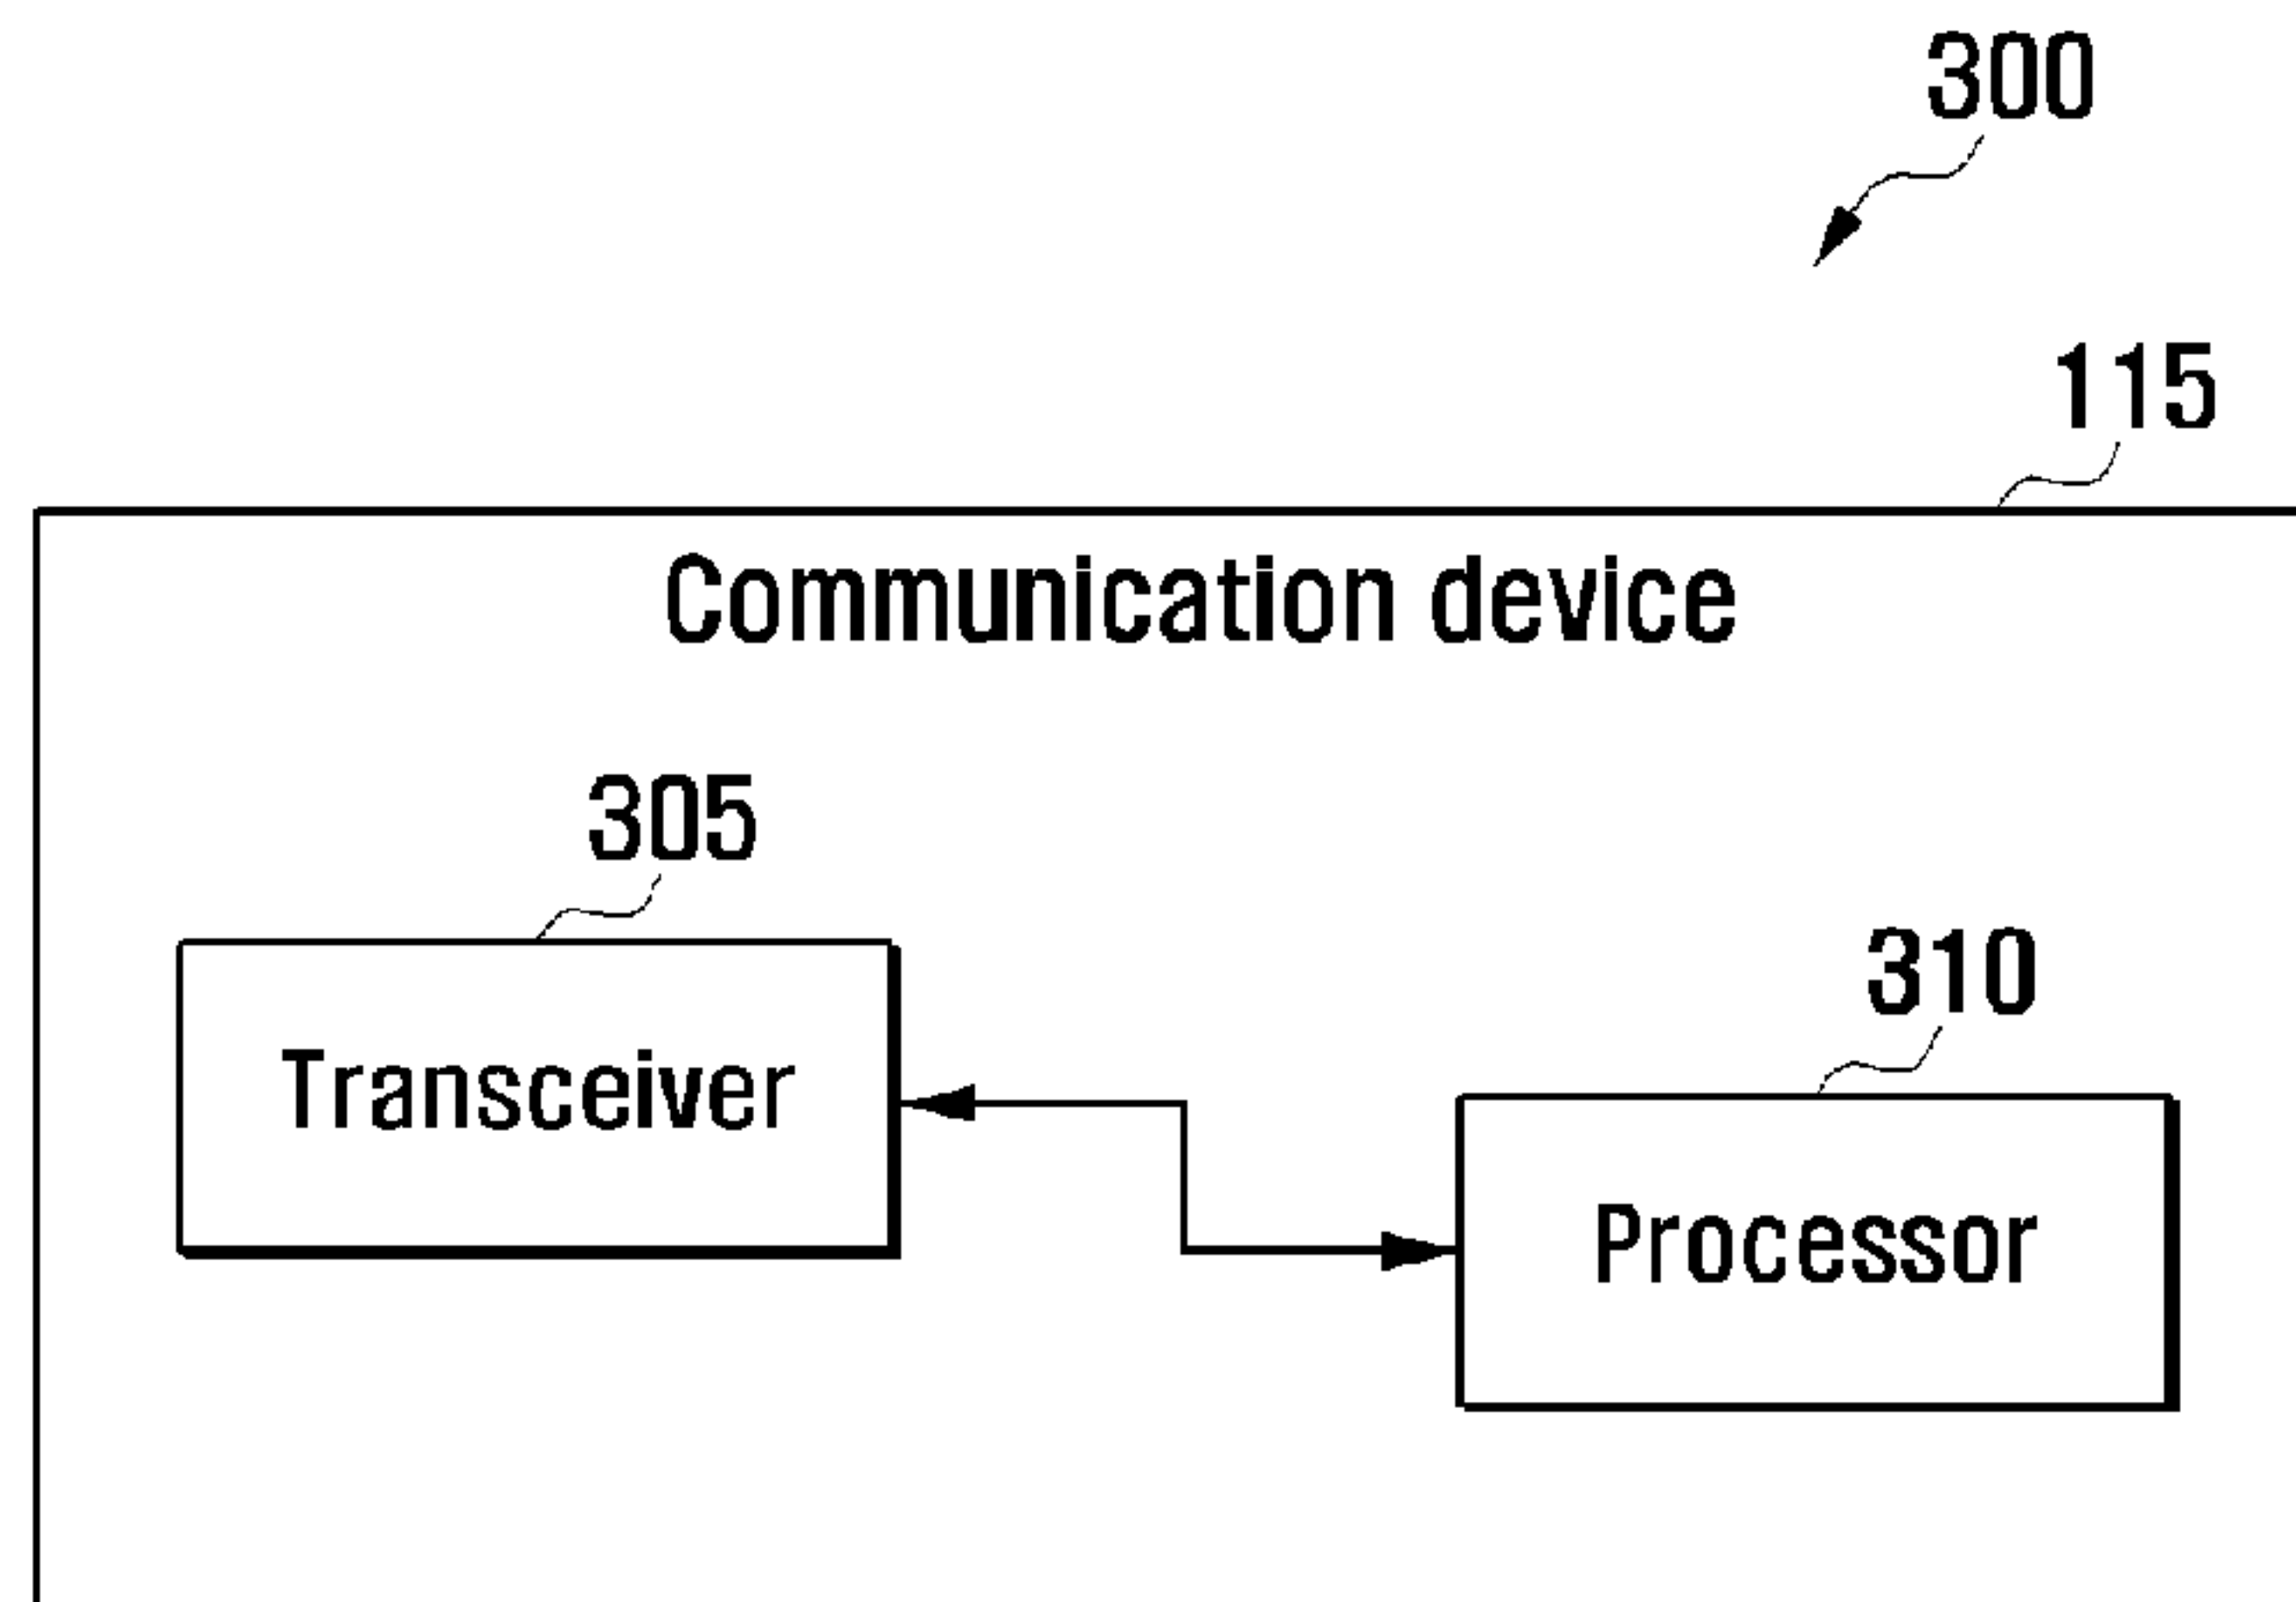 300
115
Communication device
305
310
Transceiver
Processor